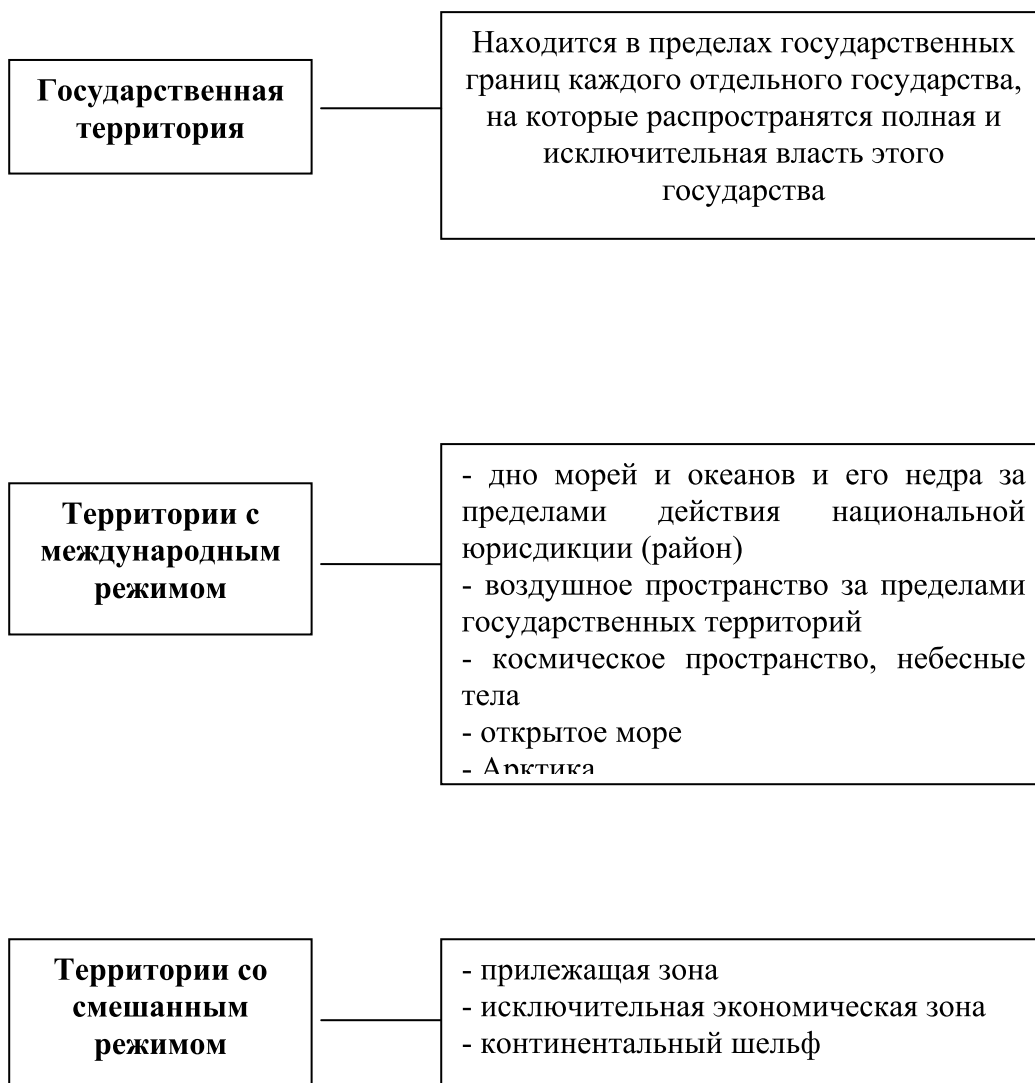 Государственная
территория
Находится в пределах государственных
границ каждого отдельного государства,
на которые распространятся полная и
исключительная власть этого
государства
Территории с
международным
режимом
- дно морей и океанов и его недра за
пределами действия национальной
юрисдикции (район)
- воздушное пространство за пределами
государственных территорий
- космическое пространство, небесные
тела
- открытое море
- Арктика
Территории со
смешанным
режимом
- прилежащая зона
- исключительная экономическая зона
- континентальный шельф